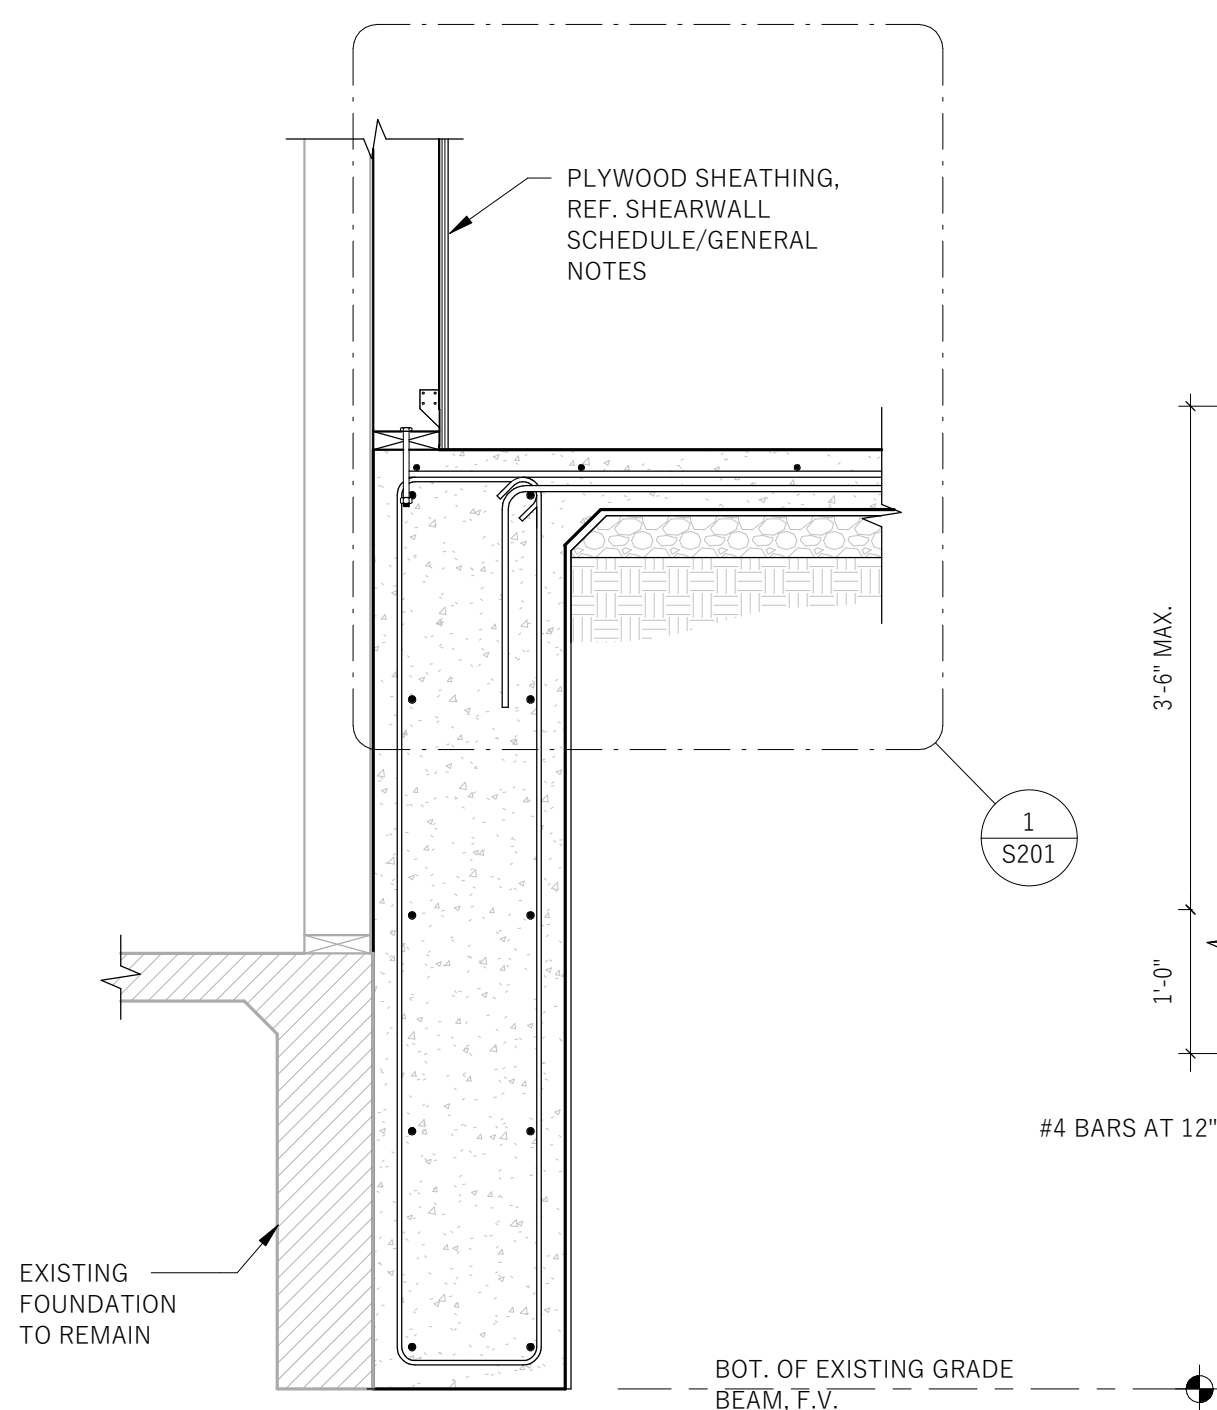 PLYWOOD SHEATHING,
REF. SHEARWALL
SCHEDULE/GENERAL
NOTES
3'-6" MAX.
1
S201
1'-0"
#4 BARS AT 12"
EXISTING
FOUNDATION
TO REMAIN
BOT. OF EXISTING GRADE
BEAM, F.V.